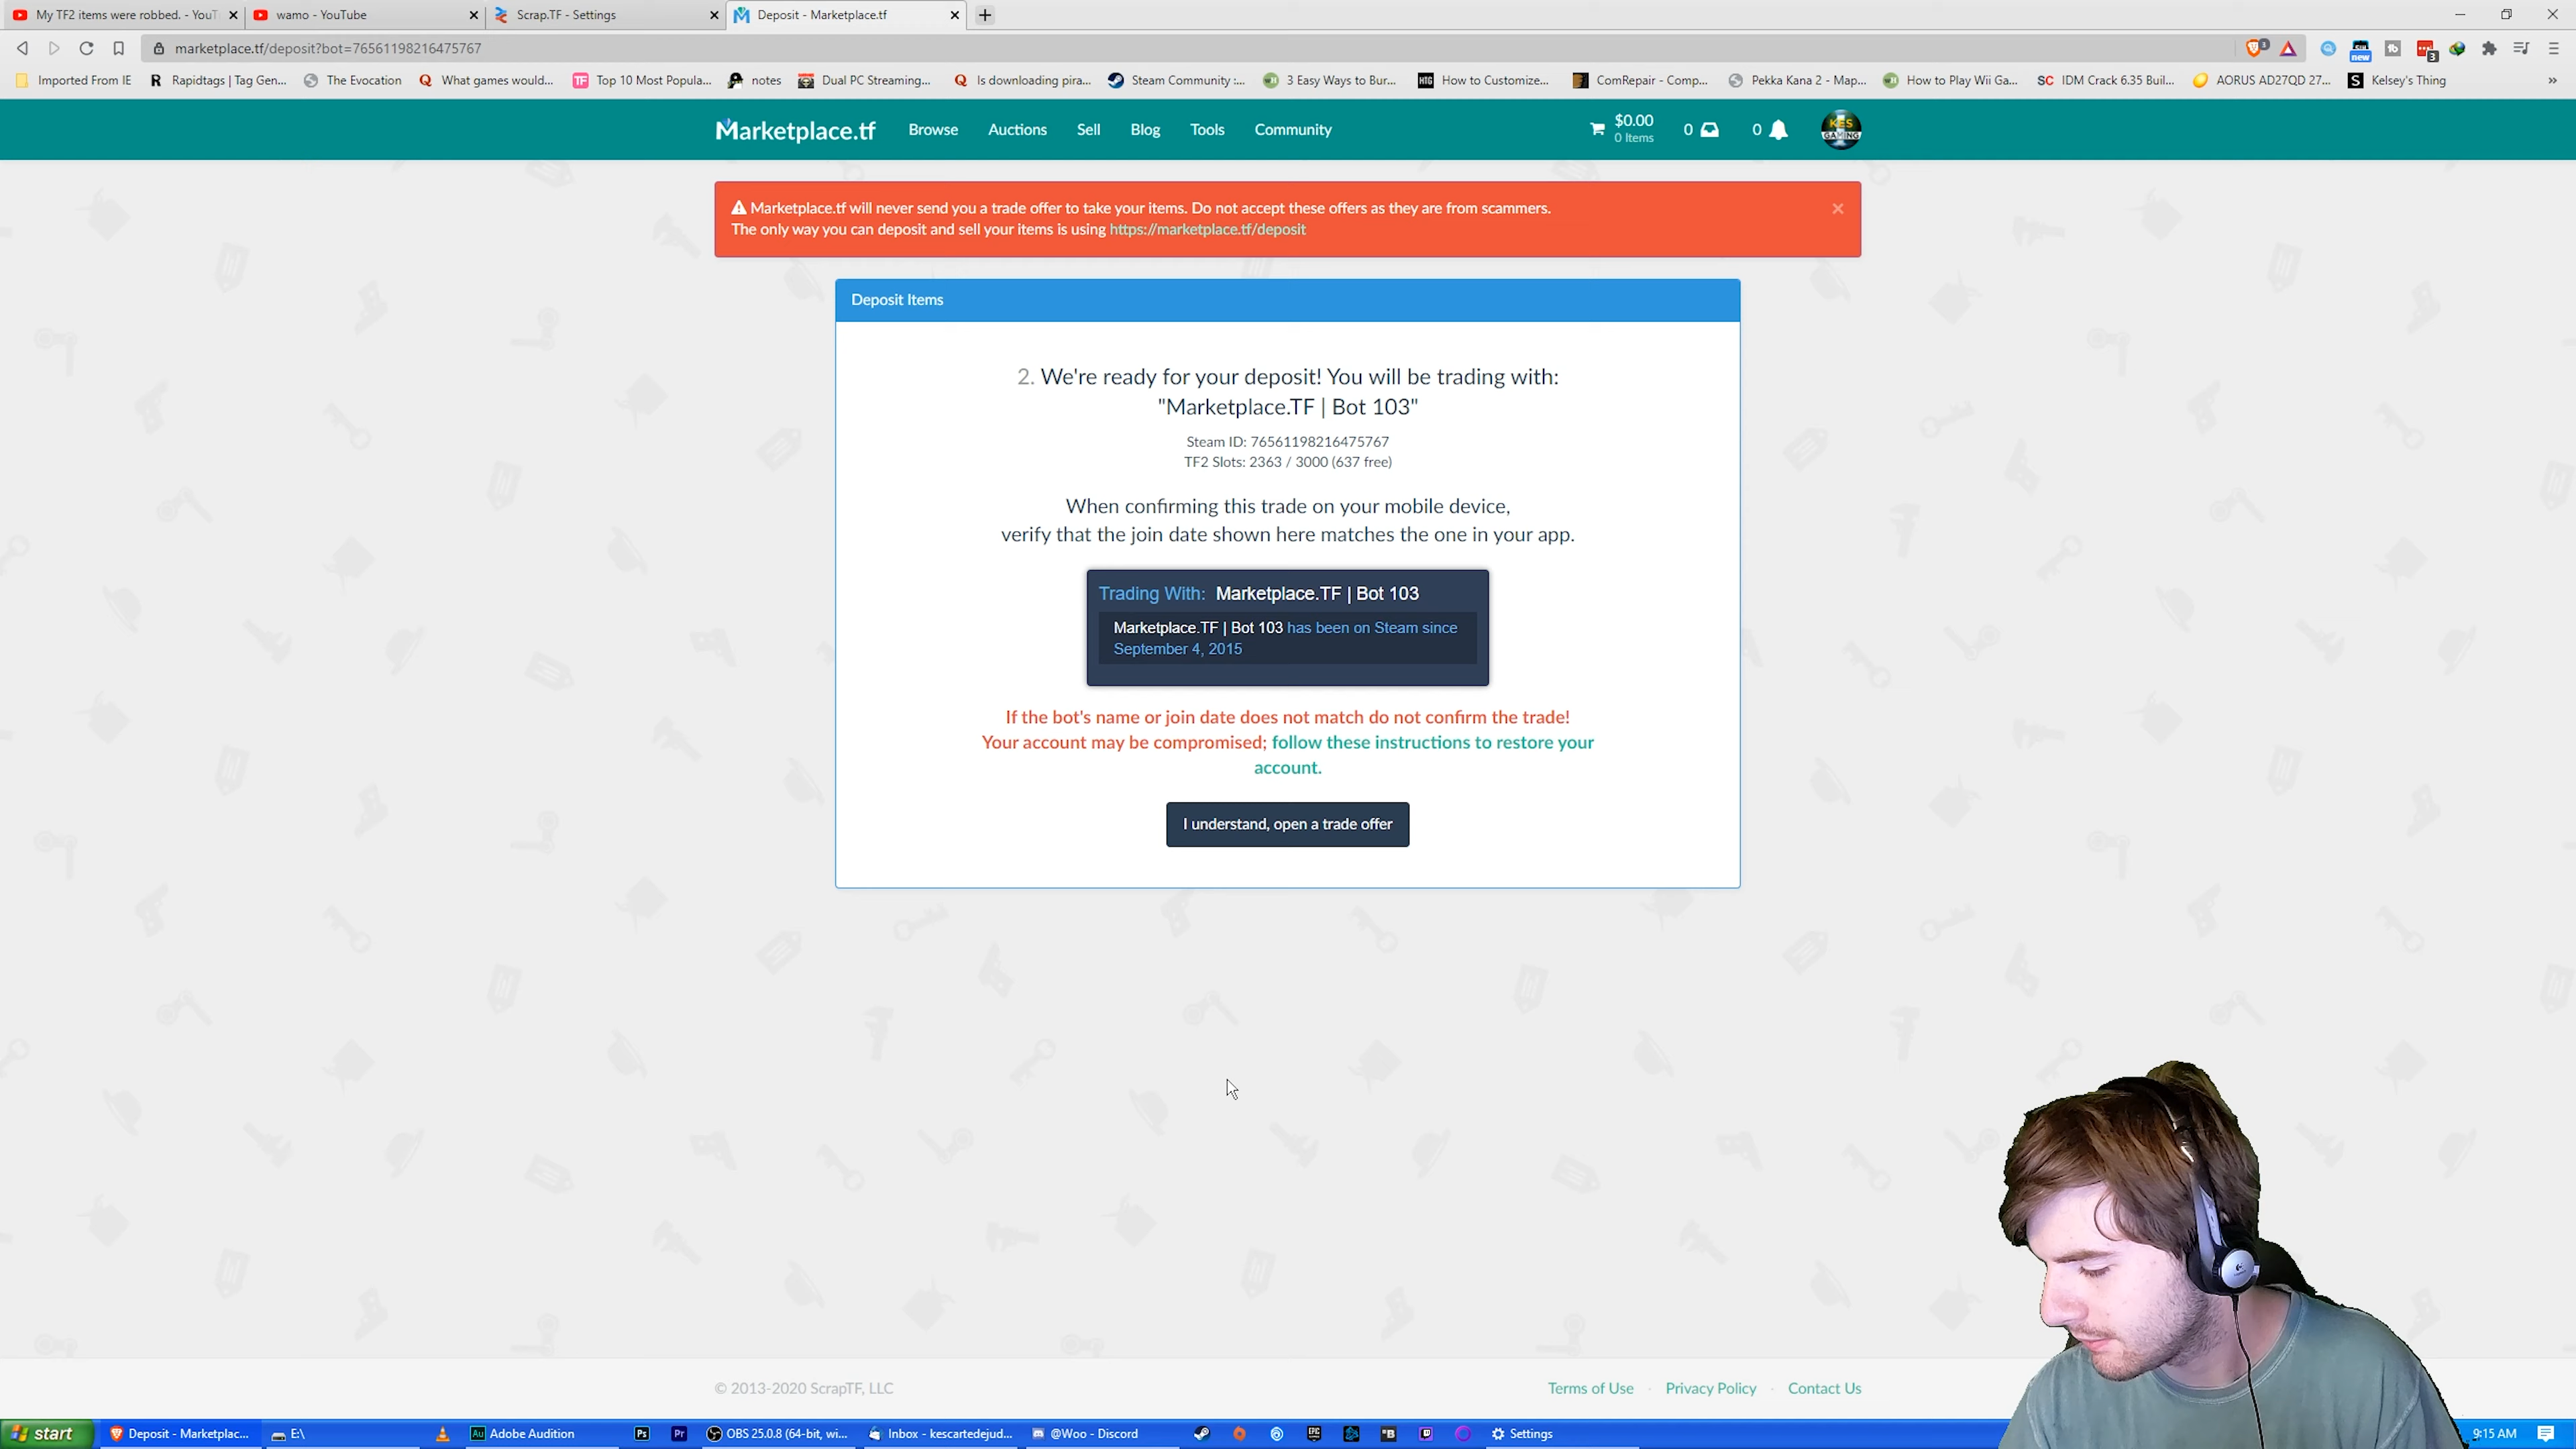 My TF2 items were robbed. - YouT
wamo - YouTube
Scrap.TF - Settings
Deposit - Marketplace.tf
marketplace.tf/deposit?bot=76561198216475767
Imported From IE
Rapidtags | Tag Gen...
The Evocation
What games would...
Top 10 Most Popula...
notes
Dual PC Streaming...
Is downloading pira...
Steam Community :...
3 Easy Ways to Bur...
How to Customize...
ComRepair - Comp...
Pekka Kana 2 - Map...
How to Play Wii Ga...
IDM Crack 6.35 Buil...
AORUS AD27QD 27...
Kelsey's Thing
Marketplace.tf
Browse
Auctions
Sell
Blog
Tools
Community
$0.00
0 Items
0
0
KES
GAMING
Marketplace.tf will never send you a trade offer to take your items. Do not accept these offers as they are from scammers.
The only way you can deposit and sell your items is using https://marketplace.tf/deposit
Deposit Items
2. We're ready for your deposit! You will be trading with:
"Marketplace.TF | Bot 103"
Steam ID: 76561198216475767
TF2 Slots: 2363 / 3000 (637 free)
When confirming this trade on your mobile device,
verify that the join date shown here matches the one in your app.
Trading With: Marketplace.TF | Bot 103
Marketplace.TF | Bot 103 has been on Steam since
September 4, 2015
If the bot's name or join date does not match do not confirm the trade!
Your account may be compromised; follow these instructions to restore your
account.
I understand, open a trade offer
© 2013-2020 ScrapTF, LLC
Terms of Use
Privacy Policy
Contact Us
start
Deposit - Marketplac...
E:\
Adobe Audition
OBS 25.0.8 (64-bit, wi...
Inbox - kescartedejud...
@Woo - Discord
Settings
9:15 AM